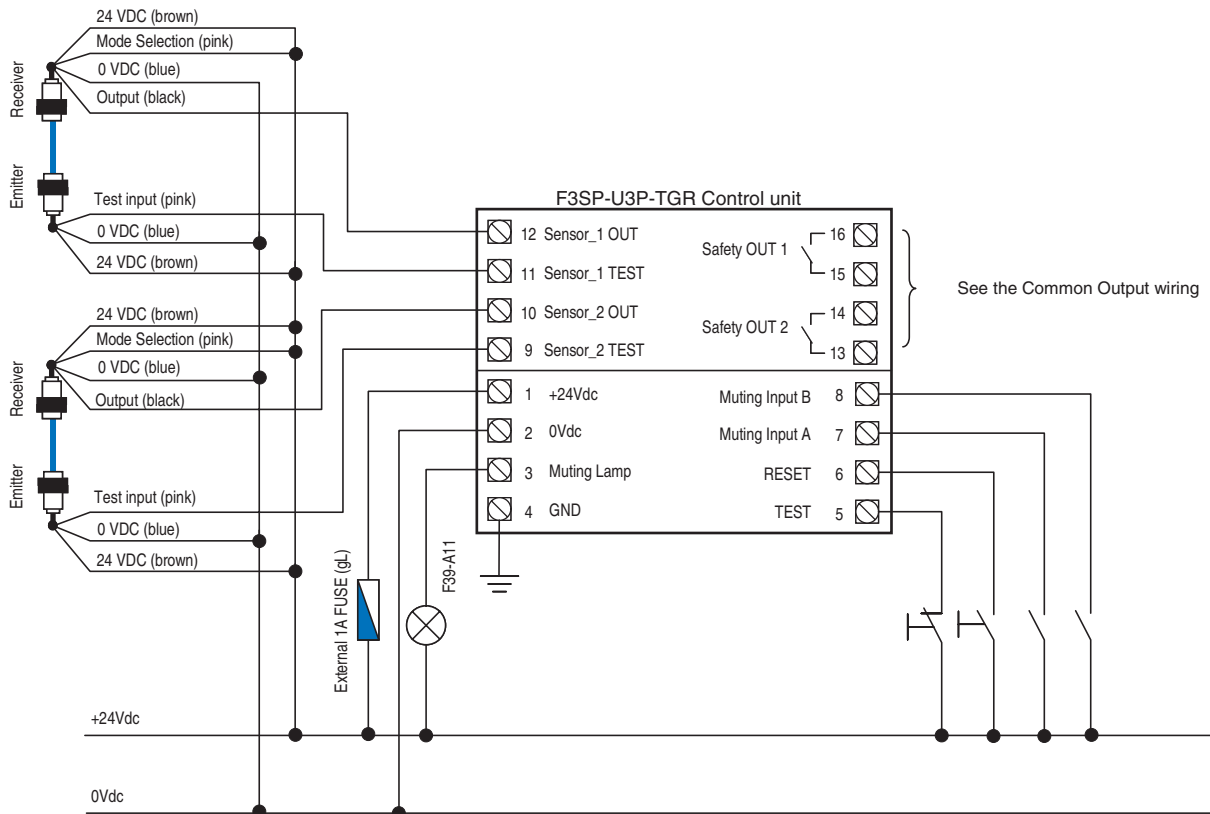 24 VDC (brown)
Mode Selection (pink)
0 VDC (blue)
Output (black)
Receiver
Emitter
Test input (pink)
0 VDC (blue)
24 VDC (brown)
24 VDC (brown)
Mode Selection (pink)
0 VDC (blue)
Output (black)
Receiver
Emitter
Test input (pink)
0 VDC (blue)
24 VDC (brown)
F3SP-U3P-TGR Control unit
12 Sensor_1 OUT
11 Sensor_1 TEST
10 Sensor_2 OUT
9 Sensor_2 TEST
Safety OUT 1
16
15
Safety OUT 2
14
13
See the Common Output wiring
1 +24Vdc
2 0Vdc
3 Muting Lamp
4 GND
Muting Input B 8
Muting Input A 7
RESET 6
TEST 5
External 1A FUSE (gL)
F39-A11
+24Vdc
0Vdc